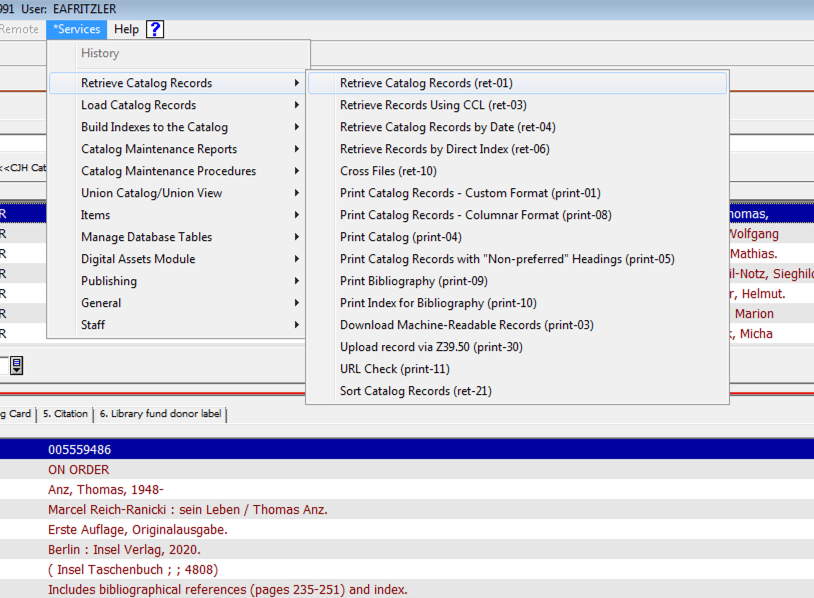 991 User: EAFRITZLER
Remote *Services Help ?
History
Retrieve Catalog Records
Load Catalog Records
Build Indexes to the Catalog
Catalog Maintenance Reports
Catalog Maintenance Procedures
Union Catalog/Union View
Items
Manage Database Tables
Digital Assets Module
Publishing
General
Staff
Retrieve Catalog Records (ret-01)
Retrieve Records Using CCL (ret-03)
Retrieve Catalog Records by Date (ret-04)
Retrieve Records by Direct Index (ret-06)
Cross Files (ret-10)
Print Catalog Records - Custom Format (print-01)
Print Catalog Records - Columnar Format (print-08)
Print Catalog (print-04)
Print Catalog Records with "Non-preferred" Headings (print-05)
Print Bibliography (print-09)
Print Index for Bibliography (print-10)
Download Machine-Readable Records (print-03)
Upload record via Z39.50 (print-30)
URL Check (print-11)
Sort Catalog Records (ret-21)
<<CJH Cat
R homas,
R Wolfgang
R Mathias.
R il-Notz, Sieghild
R r, Helmut.
R Marion
R k, Micha
g Card 5. Citation 6. Library fund donor label
005559486
ON ORDER
Anz, Thomas, 1948-
Marcel Reich-Ranicki : sein Leben / Thomas Anz.
Erste Auflage, Originalausgabe.
Berlin : Insel Verlag, 2020.
( Insel Taschenbuch ; ; 4808)
Includes bibliographical references (pages 235-251) and index.